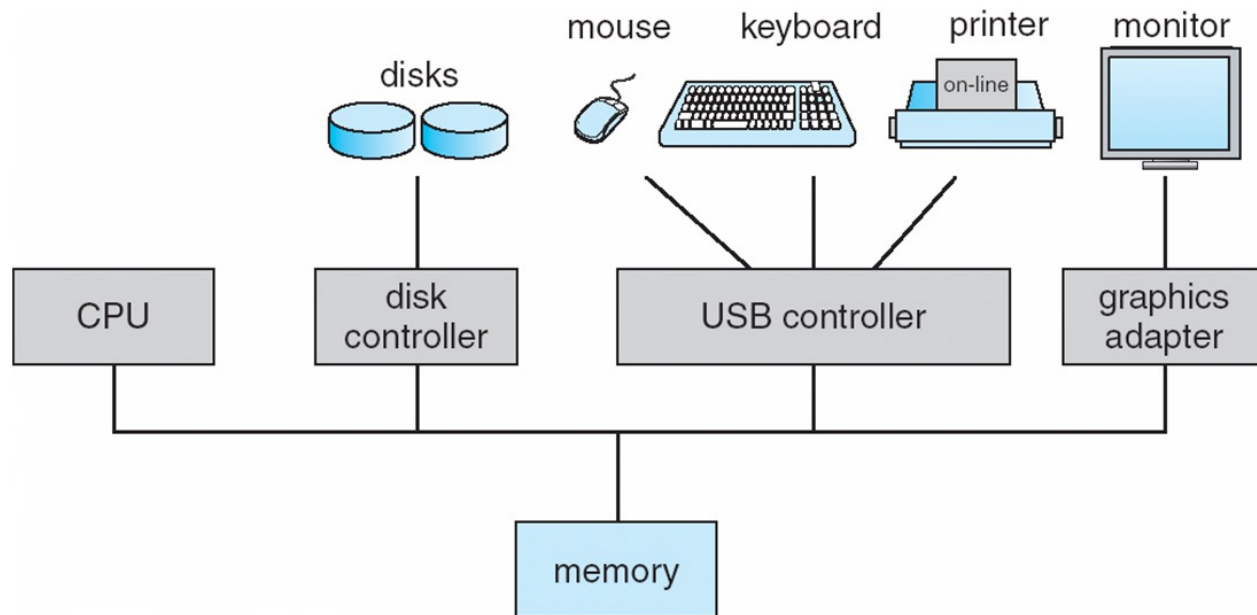 mouse
keyboard
printer
monitor
disks
on-line
CPU
disk
controller
USB controller
graphics
adapter
memory